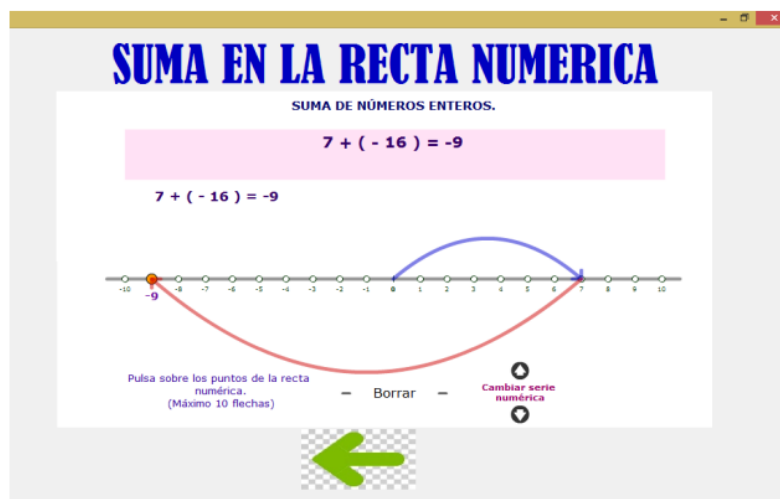 SUMA EN LA RECTA NUMERICA
SUMA DE NÚMEROS ENTEROS.
7 + ( - 16 ) = -9
7 + ( - 16 ) = -9
-10 -8 -7 -6 -5 -4 -3 -2 -1 0 1 2 3 4 5 6 7 8 9 10
-9
Pulsa sobre los puntos de la recta
numérica.
(Máximo 10 flechas)
– Borrar –
Cambiar serie
numérica